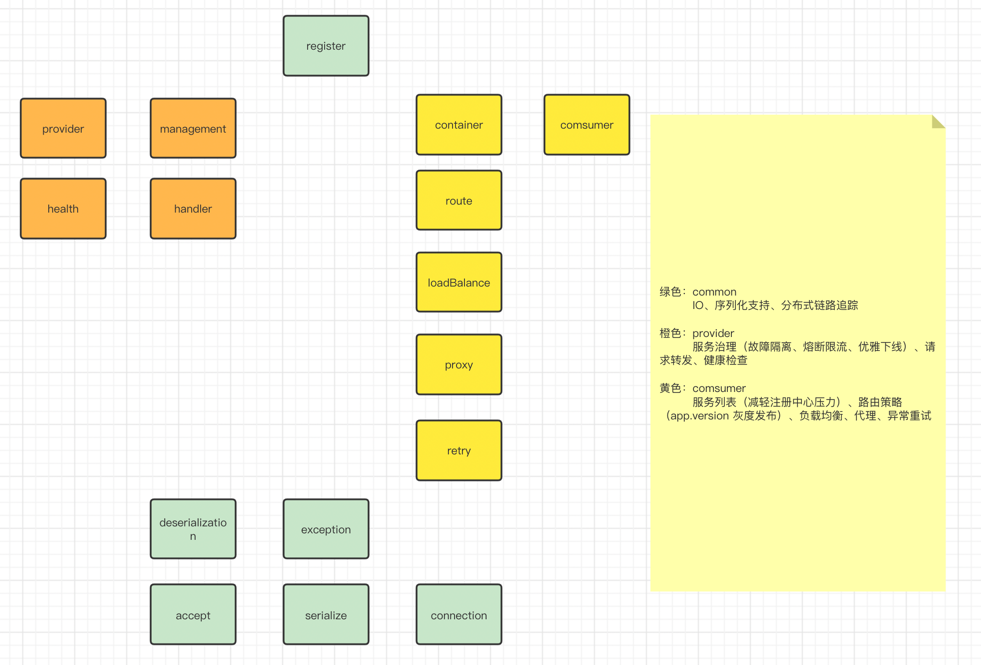 register
provider
management
container
comsumer
health
handler
route
loadBalance
proxy
retry
deserializatio
n
exception
accept
serialize
connection
绿色：common
IO、序列化支持、分布式链路追踪
橙色：provider
服务治理（故障隔离、熔断限流、优雅下线）、请
求转发、健康检查
黄色：comsumer
服务列表（减轻注册中心压力）、路由策略
（app.version 灰度发布）、负载均衡、代理、异常重试